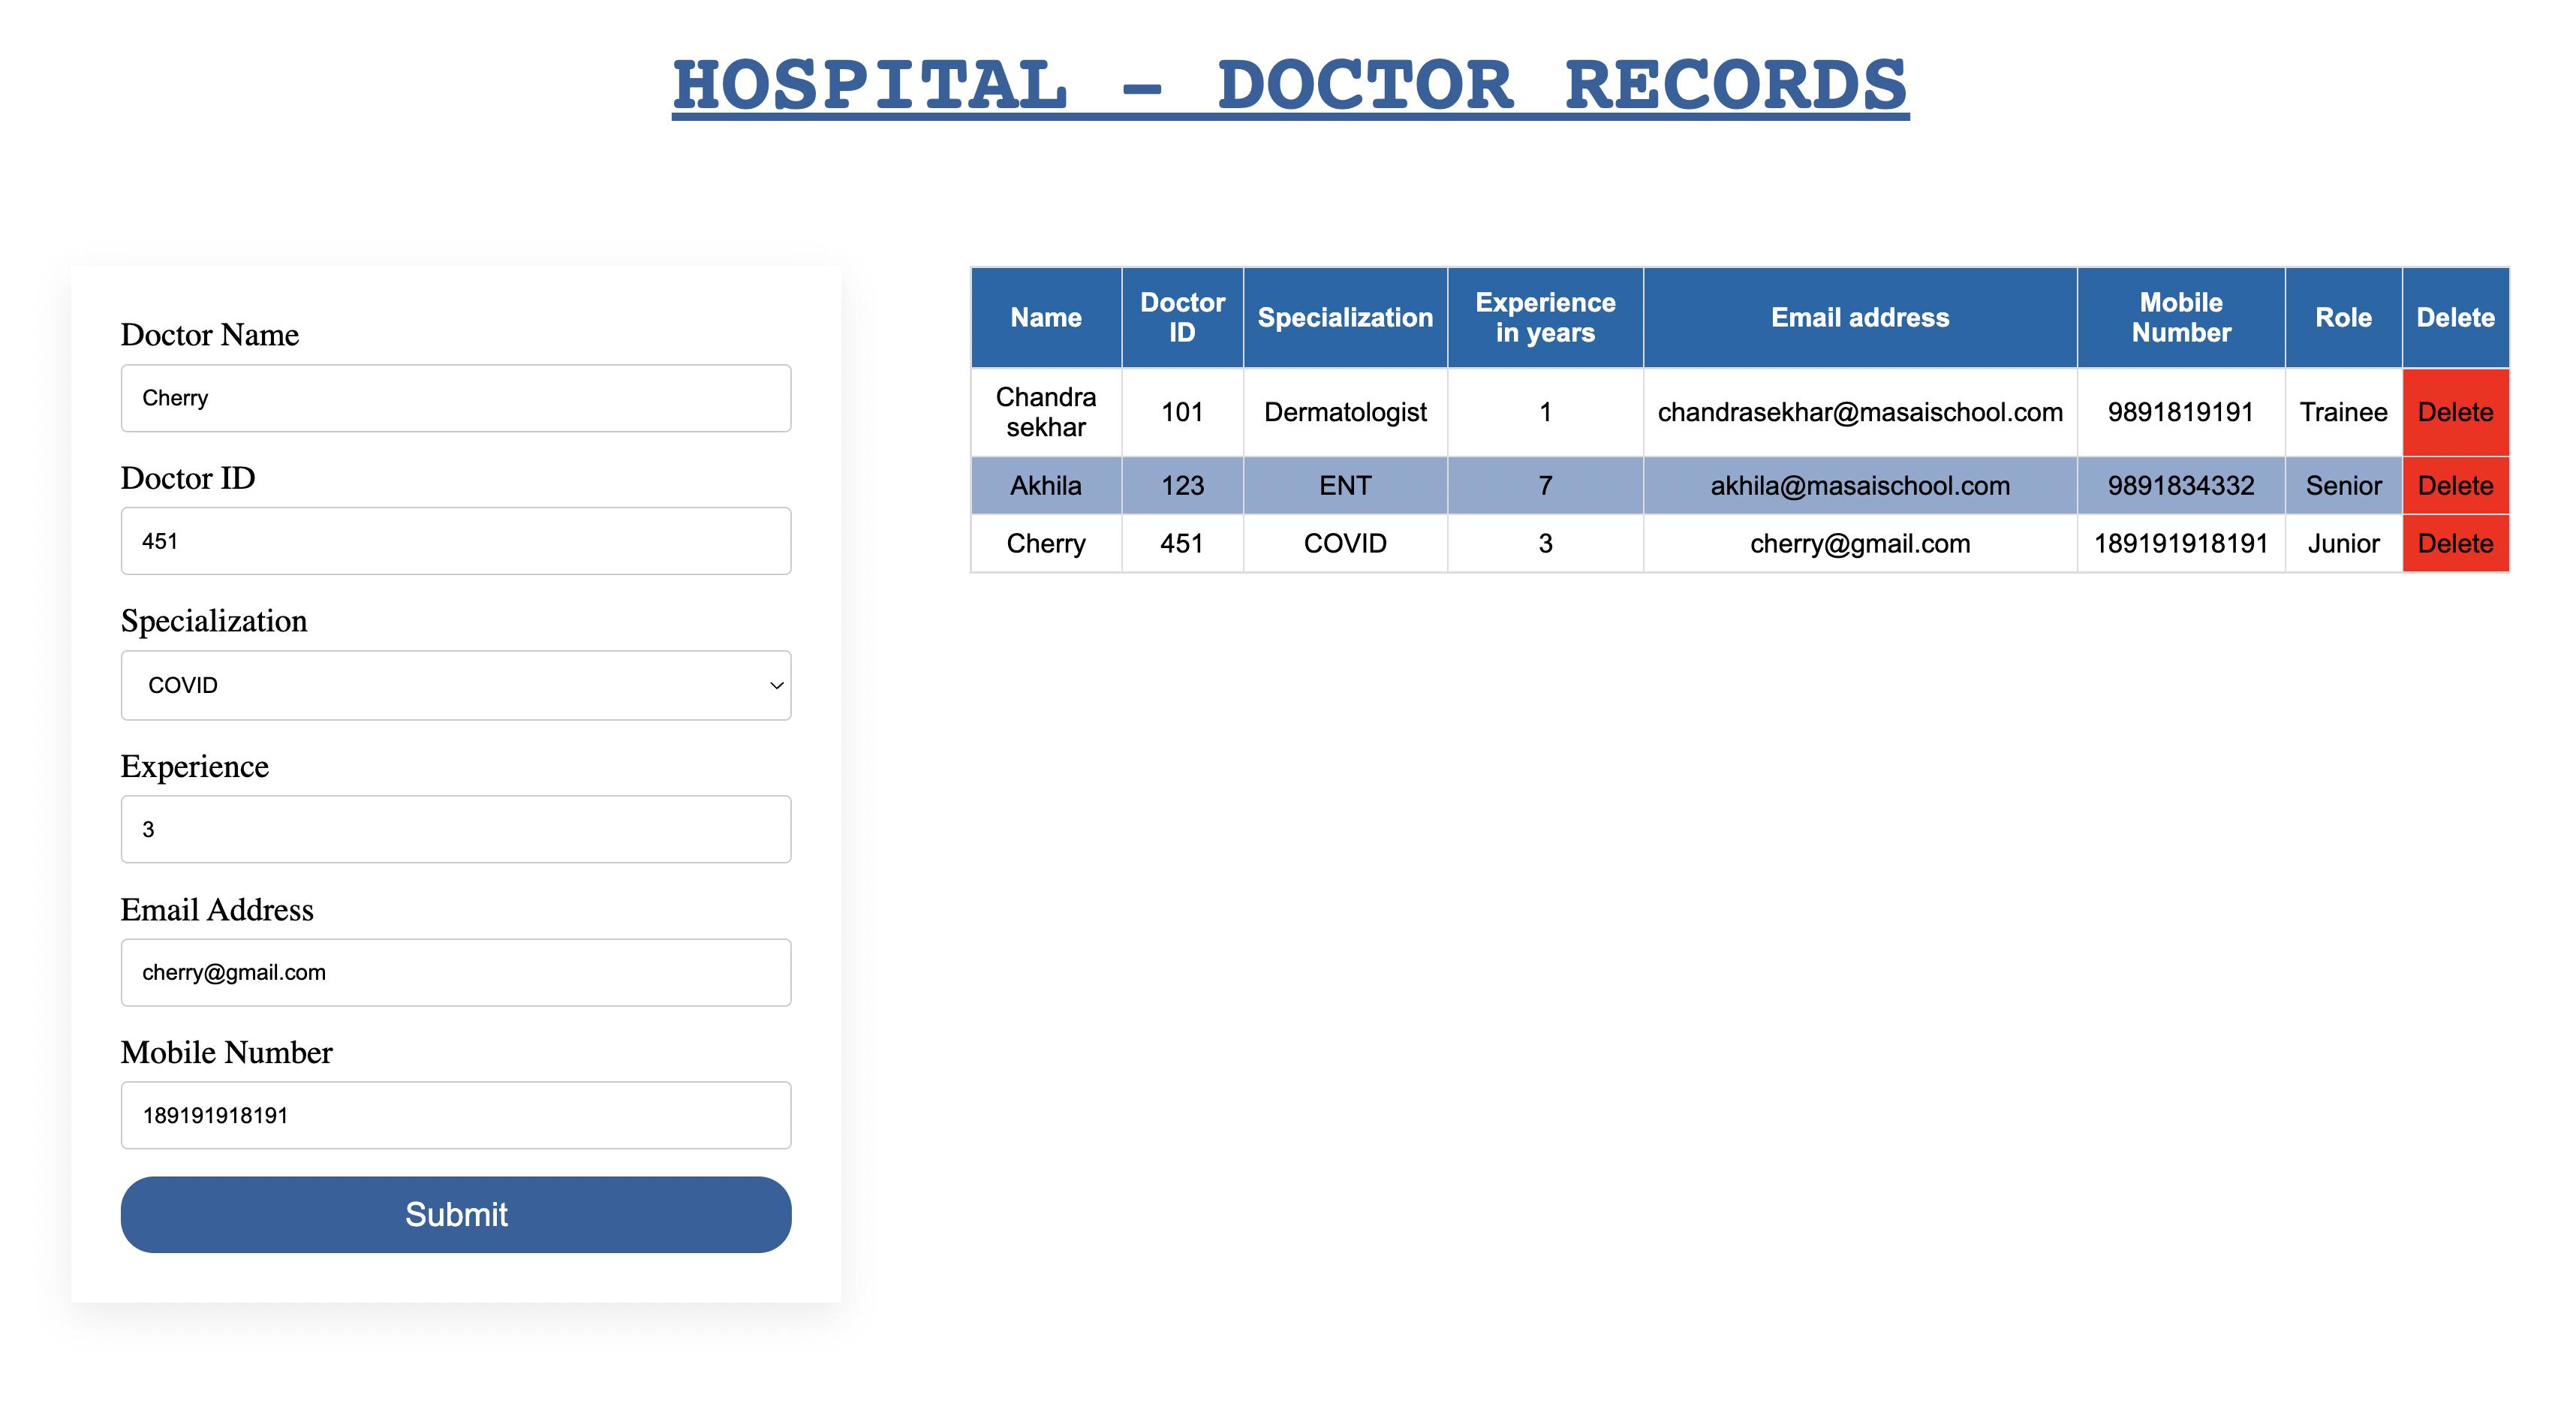 HOSPITAL - DOCTOR RECORDS
Doctor Name
Cherry
Doctor ID
451
Specialization
COVID
Experience
3
Email Address
cherry@gmail.com
Mobile Number
189191918191
Submit
Name Doctor ID Specialization Experience in years Email address Mobile Number Role Delete
Chandra sekhar 101 Dermatologist 1 chandrasekhar@masaischool.com 9891819191 Trainee Delete
Akhila 123 ENT 7 akhila@masaischool.com 9891834332 Senior Delete
Cherry 451 COVID 3 cherry@gmail.com 189191918191 Junior Delete